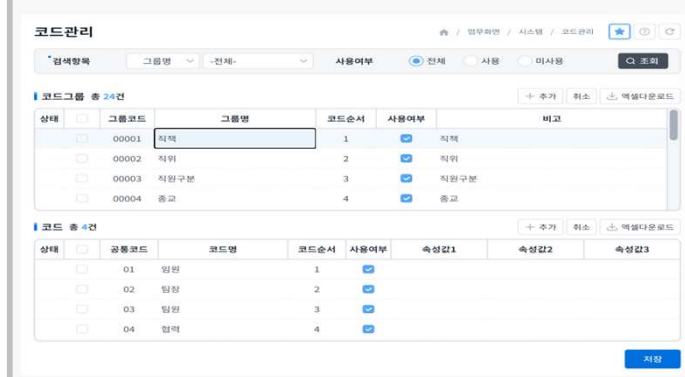 코드관리
/ 업무화면 / 시스템 / 코드관리
*검색항목 그룹명 -전체- 사용여부 전체 사용 미사용 조회
코드그룹 총 24건 + 추가 취소 엑셀다운로드
상태 그룹코드 그룹명 코드순서 사용여부 비고
00001 직책 1 직책
00002 직위 2 직위
00003 직원구분 3 직원구분
00004 종교 4 종교
코드 총 4건 + 추가 취소 엑셀다운로드
상태 공통코드 코드명 코드순서 사용여부 속성값1 속성값2 속성값3
01 임원 1
02 팀장 2
03 팀원 3
04 협력 4
저장